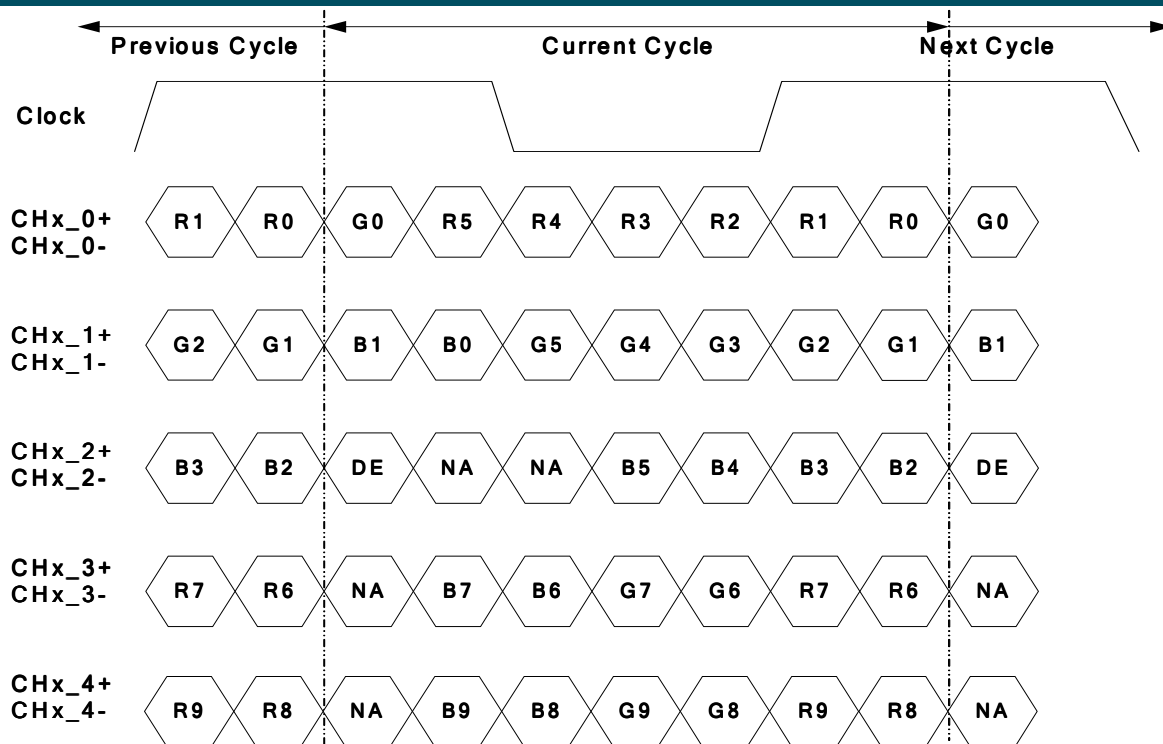 Previous Cycle Current Cycle Next Cycle
Clock
CHx_0+
CHx_0-
R1 R0 G0 R5 R4 R3 R2 R1 R0 G0
CHx_1+
CHx_1-
G2 G1 B1 B0 G5 G4 G3 G2 G1 B1
CHx_2+
CHx_2-
B3 B2 DE NA NA B5 B4 B3 B2 DE
CHx_3+
CHx_3-
R7 R6 NA B7 B6 G7 G6 R7 R6 NA
CHx_4+
CHx_4-
R9 R8 NA B9 B8 G9 G8 R9 R8 NA